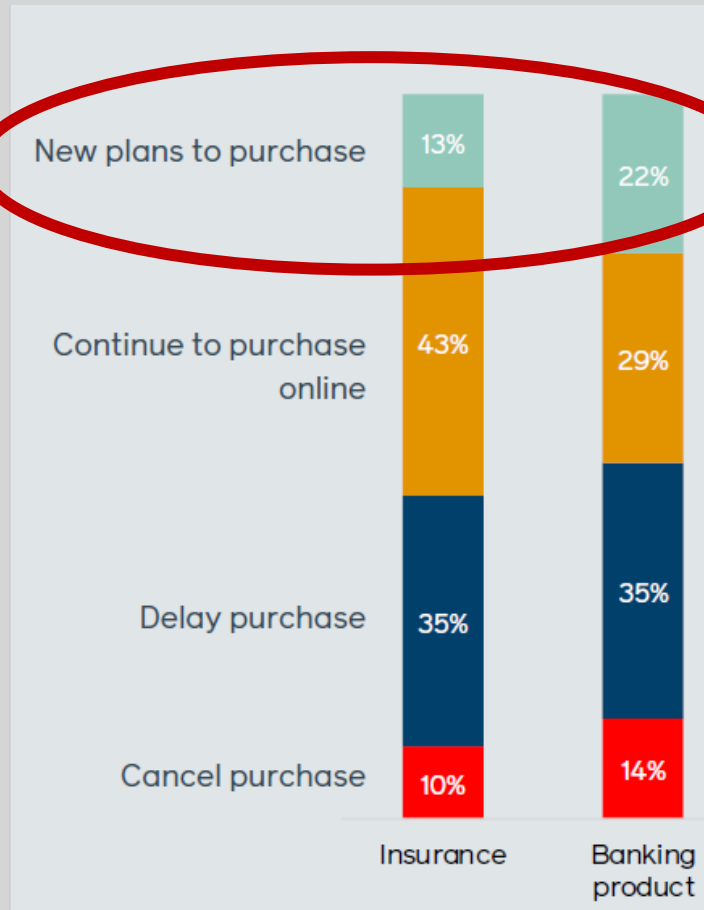 New plans to purchase
13%
22%
Continue to purchase
online
43%
29%
Delay purchase
35%
35%
Cancel purchase
10%
14%
Insurance
Banking
product